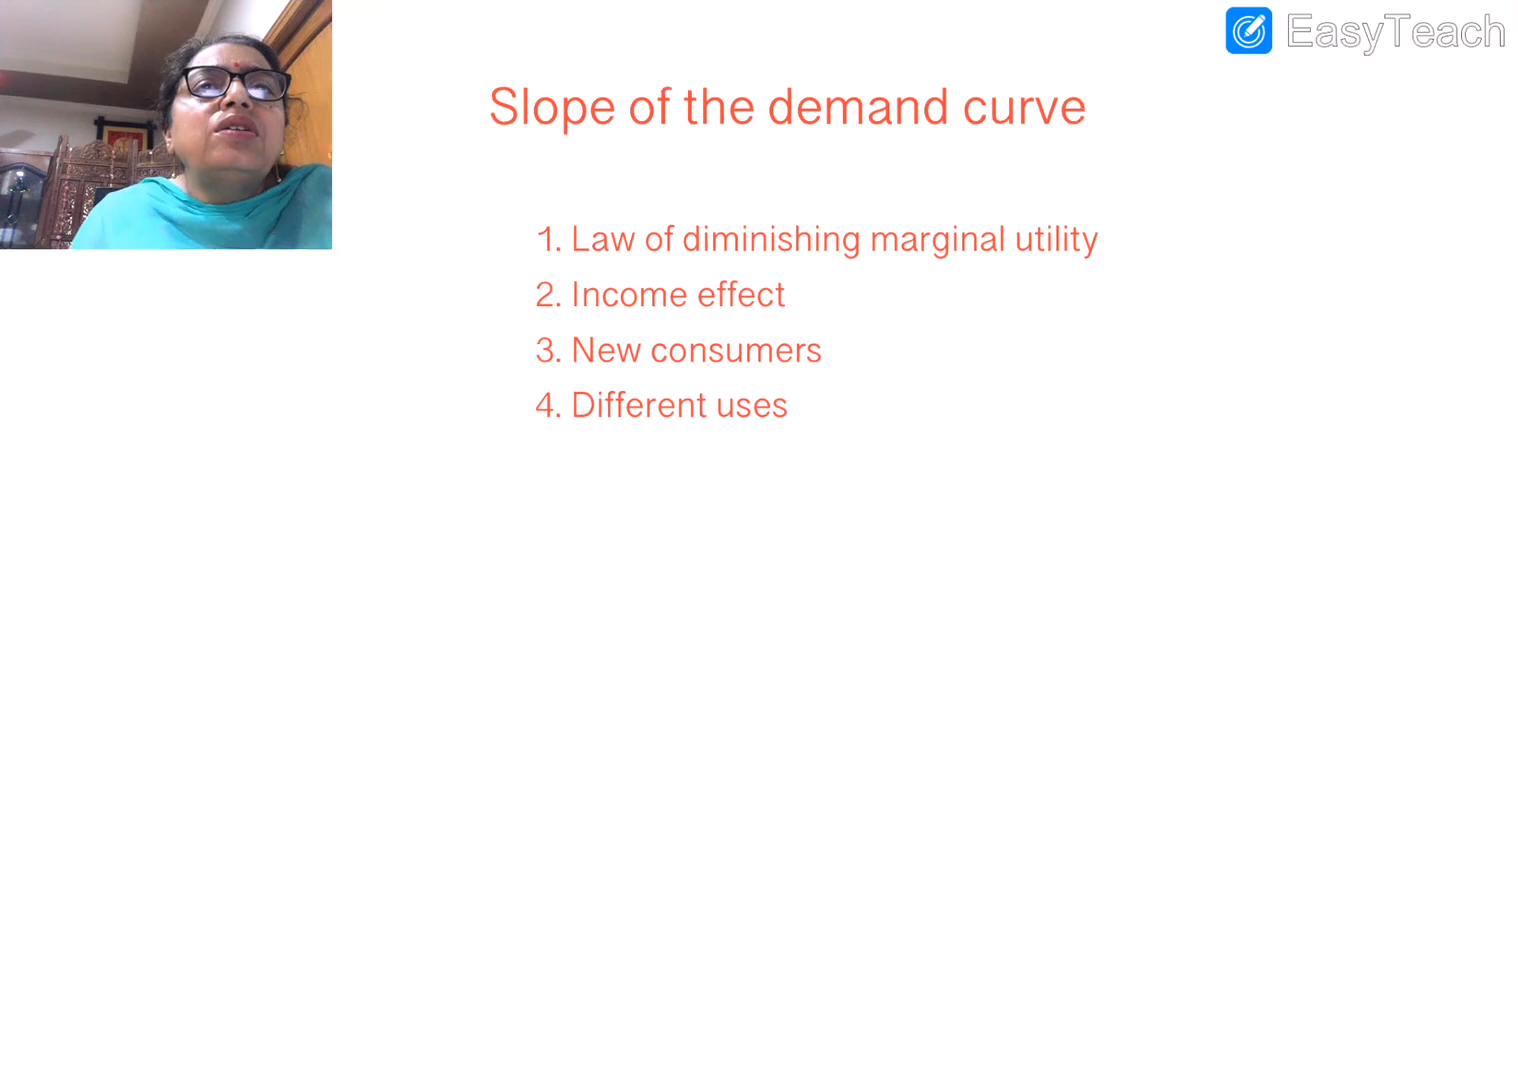 EasyTeach
Slope of the demand curve
1. Law of diminishing marginal utility
2. Income effect
3. New consumers
4. Different uses